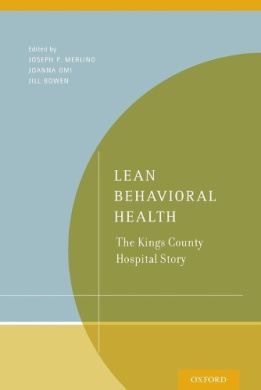 Edited by
JOSEPH P. MERLINO
JOANNA OMI
JILL BOWEN
LEAN
BEHAVIORAL
HEALTH
The Kings County
Hospital Story
OXFORD